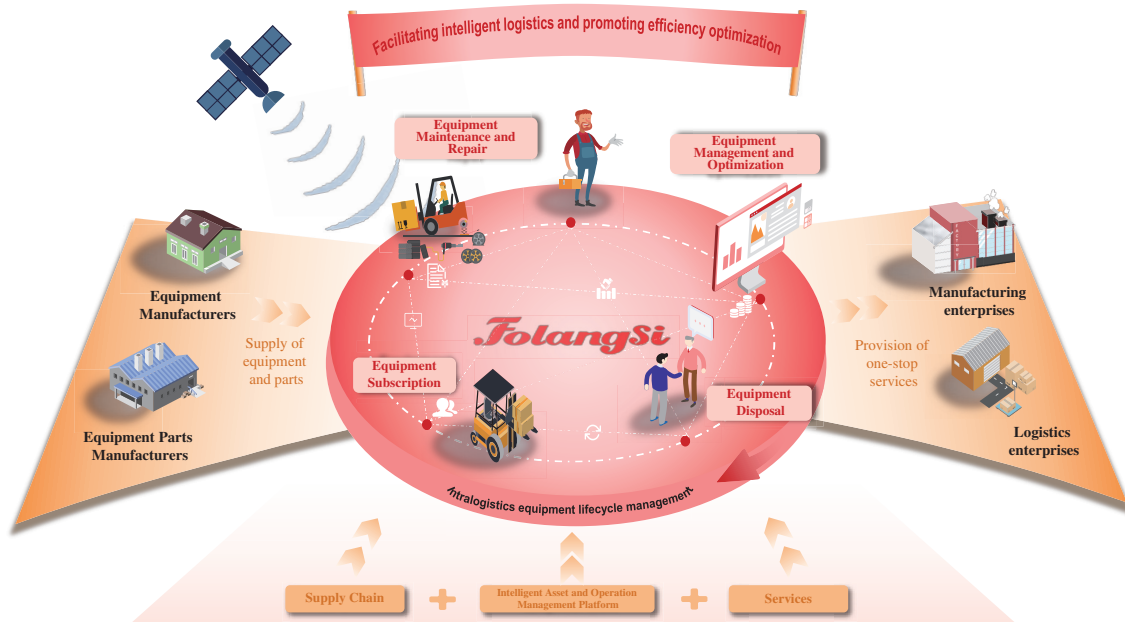 Facilitating intelligent logistics and promoting efficiency optimization
Equipment
Maintenance and
Repair
Equipment
Management and
Optimization
Equipment
Manufacturers
Supply of
equipment
and parts
Equipment Parts
Manufacturers
FolangSi
Equipment
Subscription
Equipment
Disposal
Intralogistics equipment lifecycle management
Manufacturing
enterprises
Provision of
one-stop
services
Logistics
enterprises
Supply Chain
Intelligent Asset and Operation
Management Platform
Services